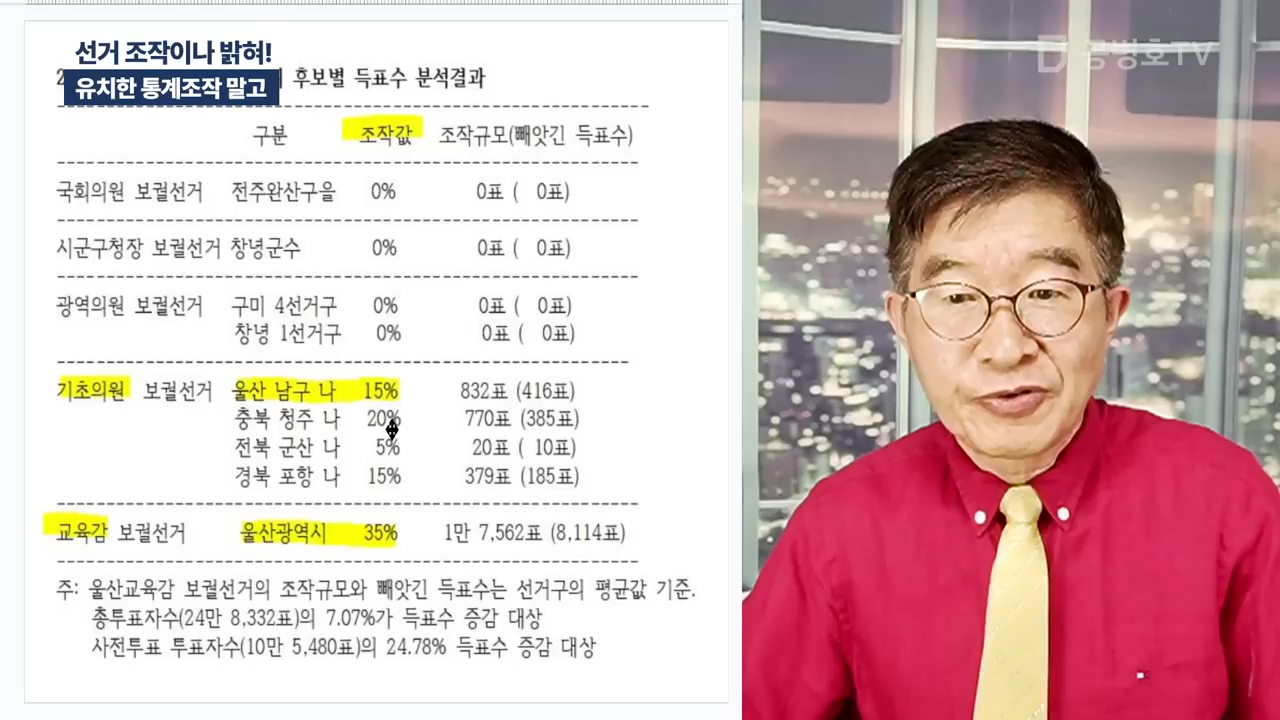 선거 조작이나 밝혀!
유치한 통계조작 말고
후보별 득표수 분석결과
구분 조작값 조작규모(빼앗긴 득표수)
국회의원 보궐선거 전주완산구을 0% 0표 ( 0표)
시군구청장 보궐선거 창녕군수 0% 0표 ( 0표)
광역의원 보궐선거 구미 4선거구 0% 0표 ( 0표)
창녕 1선거구 0% 0표 ( 0표)
기초의원 보궐선거 울산 남구 나 15% 832표 (416표)
충북 청주 나 20% 770표 (385표)
전북 군산 나 5% 20표 ( 10표)
경북 포항 나 15% 379표 (185표)
교육감 보궐선거 울산광역시 35% 1만 7,562표 (8,114표)
주: 울산교육감 보궐선거의 조작규모와 빼앗긴 득표수는 선거구의 평균값 기준.
총투표자수(24만 8,332표)의 7.07%가 득표수 증감 대상
사전투표 투표자수(10만 5,480표)의 24.78% 득표수 증감 대상
공병호TV